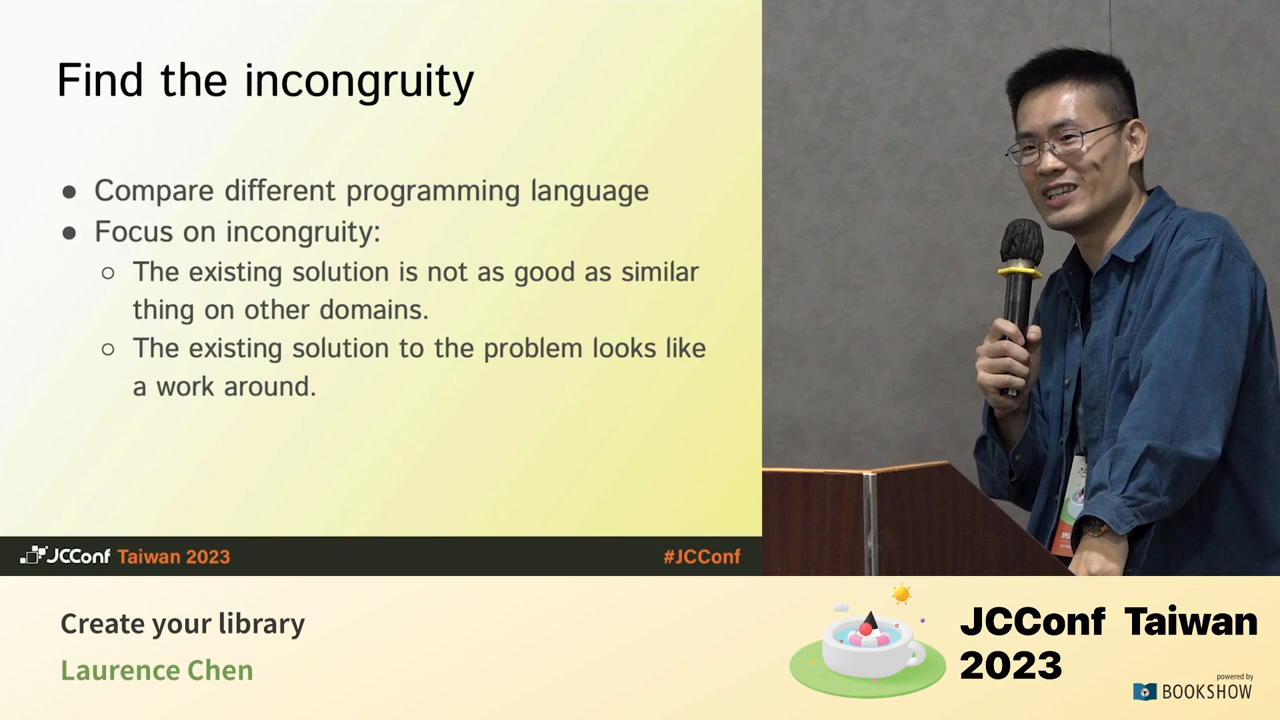 Find the incongruity
● Compare different programming language
● Focus on incongruity:
○ The existing solution is not as good as similar
thing on other domains.
○ The existing solution to the problem looks like
a work around.
JCConf Taiwan 2023
#JCConf
Create your library
Laurence Chen
JCConf Taiwan
2023
powered by
BOOKSHOW